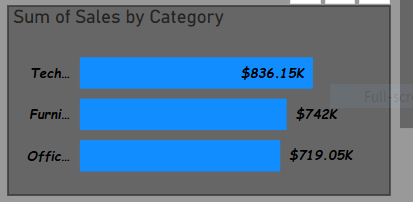 Sum of Sales by Category
Tech... $836.15K
Furni... $742K
Offic... $719.05K